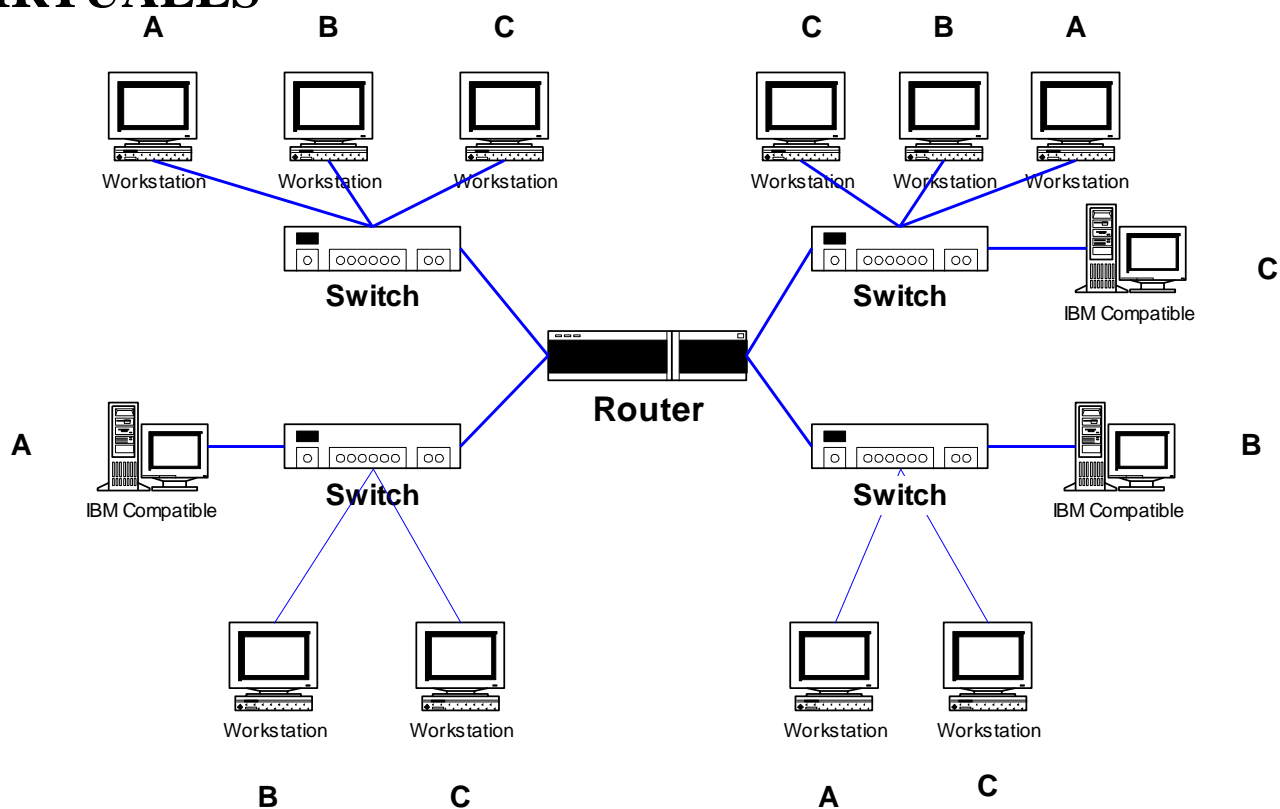 A B C C B A
Workstation Workstation Workstation Workstation Workstation Workstation
Switch Switch
C
IBM Compatible
Router
A
B
Switch Switch
IBM Compatible IBM Compatible
Workstation Workstation Workstation Workstation
B C A C